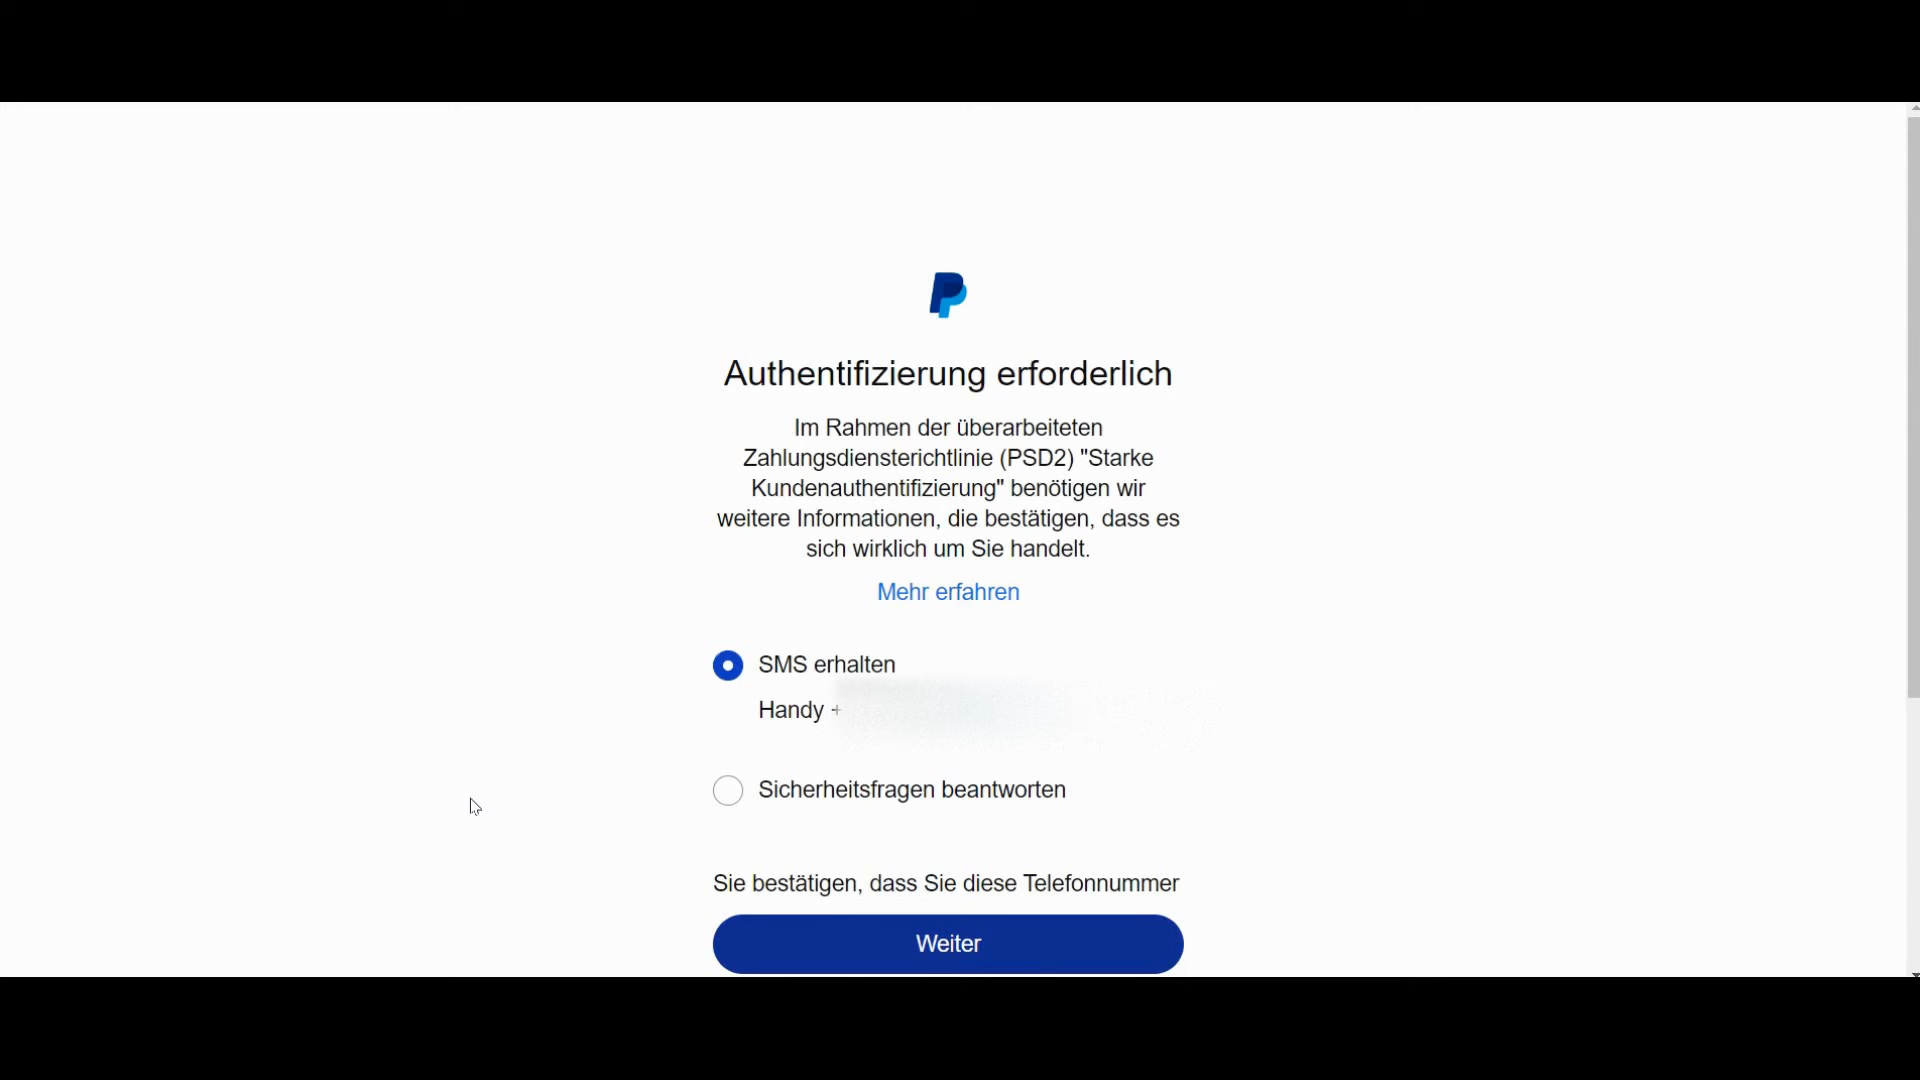 Authentifizierung erforderlich
Im Rahmen der überarbeiteten
Zahlungsdiensterichtlinie (PSD2) "Starke
Kundenauthentifizierung" benötigen wir
weitere Informationen, die bestätigen, dass es
sich wirklich um Sie handelt.
Mehr erfahren
SMS erhalten
Handy +
Sicherheitsfragen beantworten
Sie bestätigen, dass Sie diese Telefonnummer
Weiter